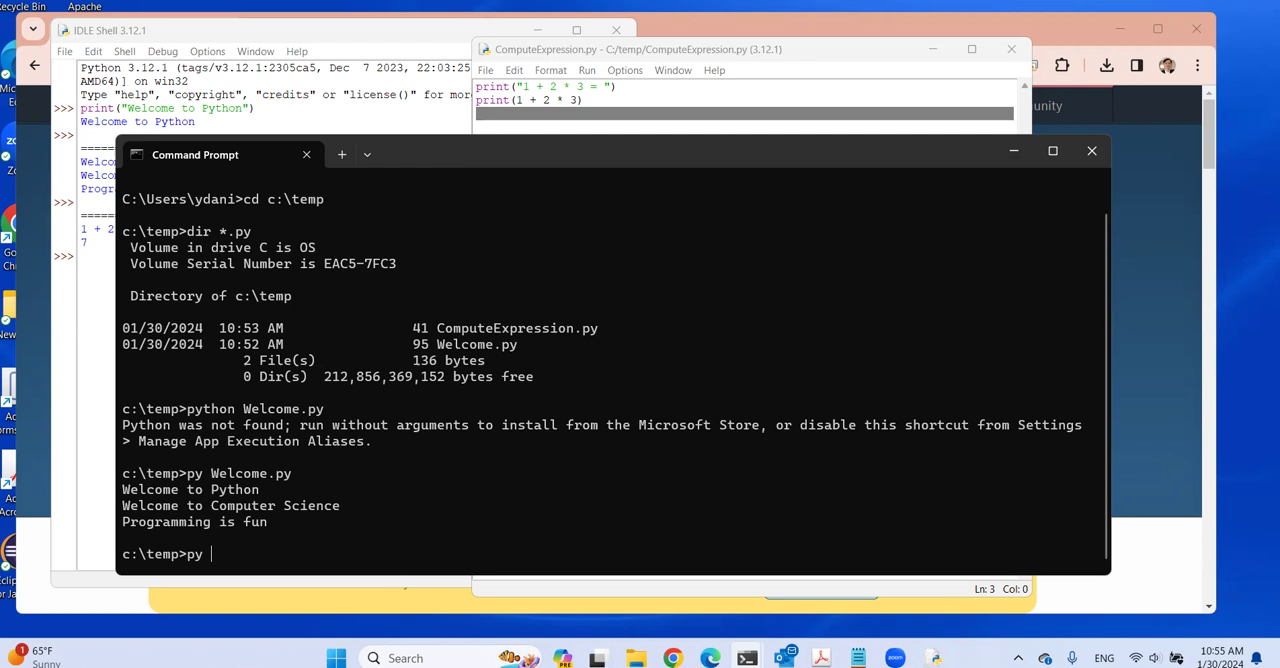 Recycle Bin
Apache
IDLE Shell 3.12.1
File Edit Shell Debug Options Window Help
Python 3.12.1 (tags/v3.12.1:2305ca5, Dec 7 2023, 22:03:25
AMD64)] on win32
Type "help", "copyright", "credits" or "license()" for more
>>> print("Welcome to Python")
Welcome to Python
>>>
>>>
1 + 2
7
>>>
ComputeExpression.py - C:/temp/ComputeExpression.py (3.12.1)
File Edit Format Run Options Window Help
print("1 + 2 * 3 = ")
print(1 + 2 * 3)
Command Prompt
C:\Users\ydani>cd c:\temp
c:\temp>dir *.py
Volume in drive C is OS
Volume Serial Number is EAC5-7FC3
Directory of c:\temp
01/30/2024 10:53 AM 41 ComputeExpression.py
01/30/2024 10:52 AM 95 Welcome.py
2 File(s) 136 bytes
0 Dir(s) 212,856,369,152 bytes free
c:\temp>python Welcome.py
Python was not found; run without arguments to install from the Microsoft Store, or disable this shortcut from Settings
> Manage App Execution Aliases.
c:\temp>py Welcome.py
Welcome to Python
Welcome to Computer Science
Programming is fun
c:\temp>py
Ln: 3 Col: 0
1
65°F
Sunny
Search
PRE
zoom
ENG
10:55 AM
1/30/2024